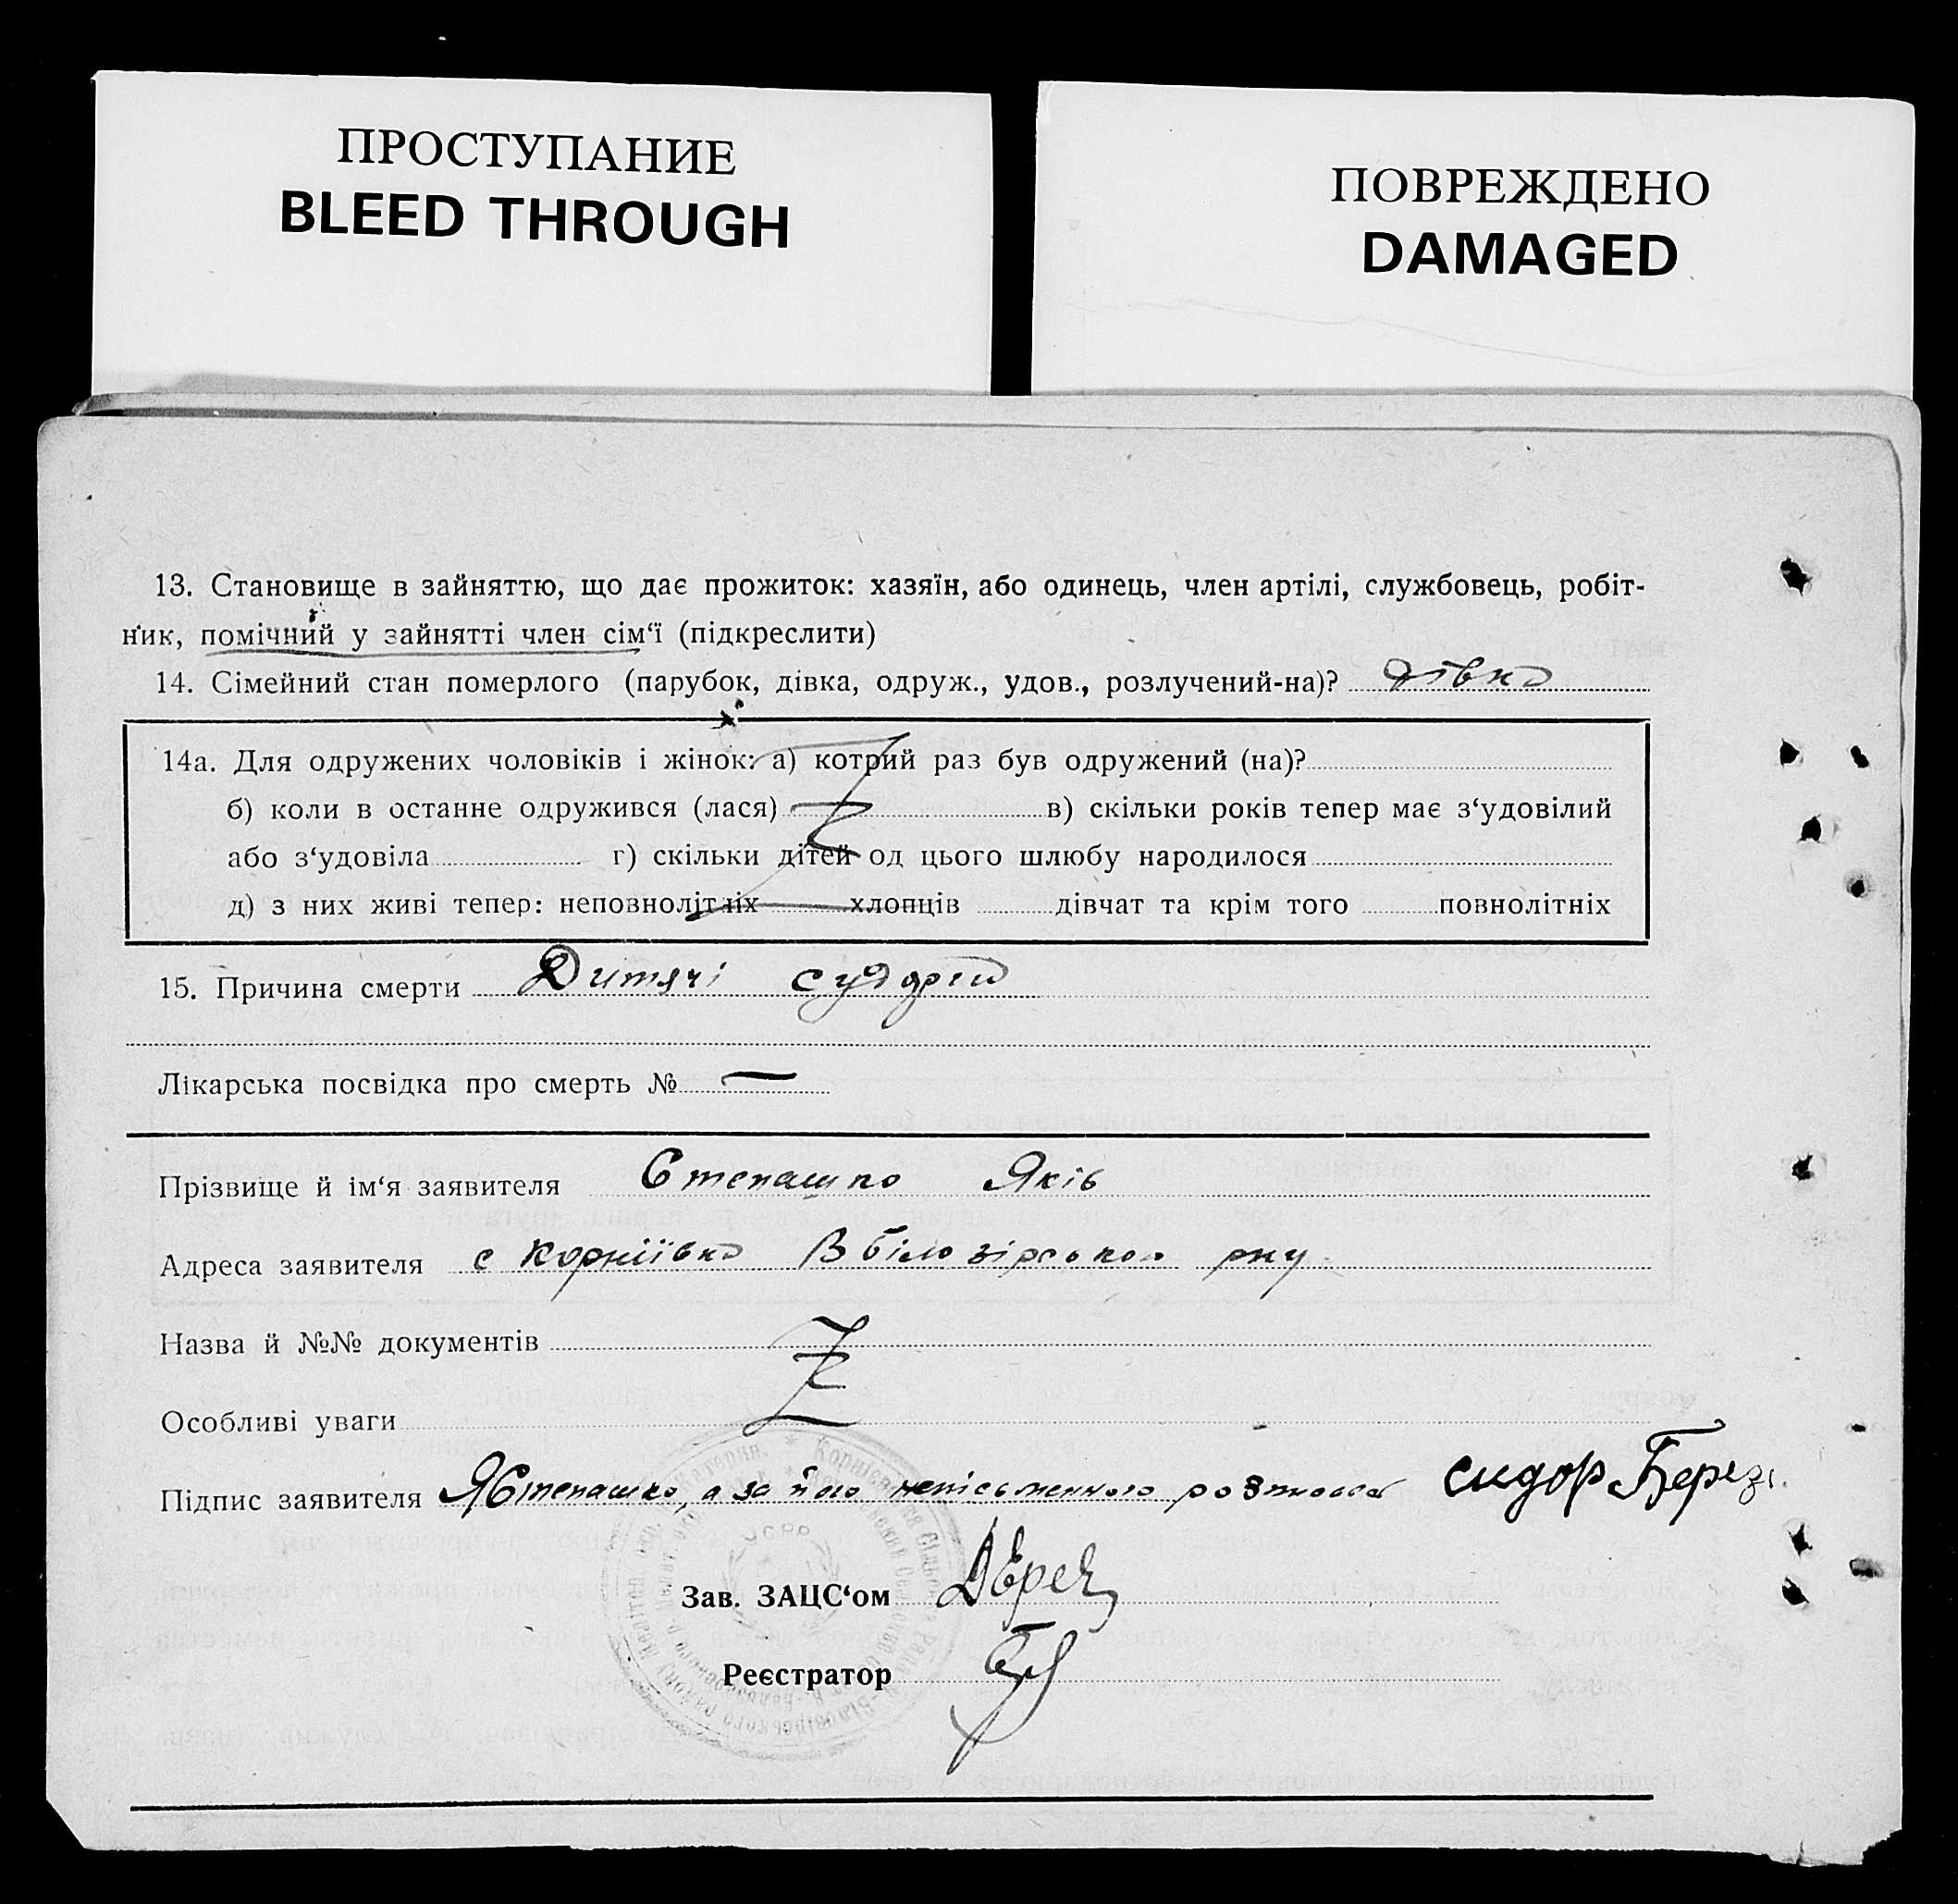 ПРОСТУПАНИЕ
BLEED THROUGH
ПОВРЕЖДЕНО
DAMAGED
13. Становище в зайняттю, що дає прожиток: хазяїн, або одинець, член артілі, службовець, робіт-
ник, помічний у зайнятті член сім‘ї (підкреслити)
14. Сімейний стан померлого (парубок, дівка, одруж., удов., розлучений-на)? дівка
14а. Для одружених чоловіків і жінок: а) котрий раз був одружений (на)?
б) коли в останне одружився (лася) в) скільки років тепер має з‘удовілий
або з‘удовіла г) скільки дітей од цього шлюбу народилося
д) з них живі тепер: неповнолітніх хлопців дівчат та крім того повнолітніх
15. Причина смерти Дитячі
Лікарська посвідка про смерть № —
Прізвище й ім‘я заявителя Степашко Яків
Адреса заявителя с Корніївка В білозірського рну
Назва й №№ документів
Особливі уваги
Підпис заявителя Я Степашко, а за його неписьменного Сидор
УСРР
Зав. ЗАЦС‘ом
Реєстратор